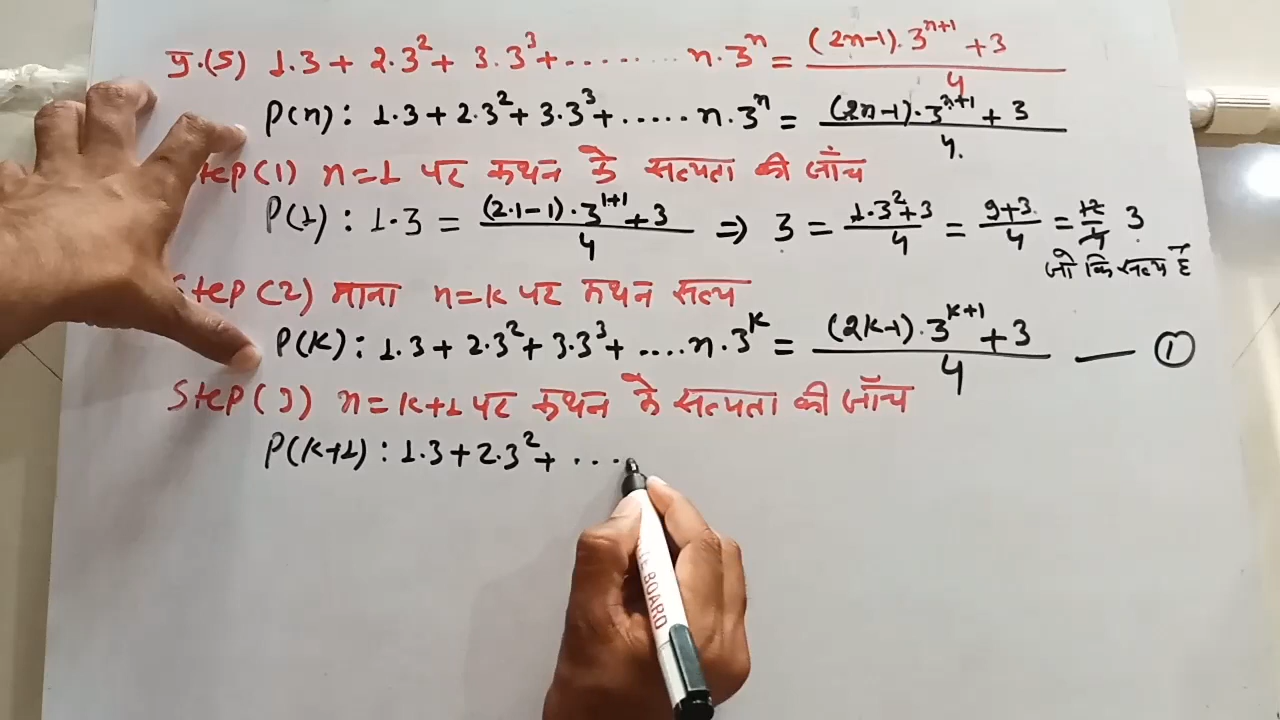 प्र.(5) 1.3 + 2.3² + 3.3³ + ........ n.3ⁿ = ((2n-1).3ⁿ⁺¹ + 3)/4
P(n) : 1.3 + 2.3² + 3.3³ + ..... n.3ⁿ = ((2n-1).3ⁿ⁺¹ + 3)/4.
Step (1) n=1 पर कथन के सत्यता की जाँच
P(1) : 1.3 = ((2.1-1).3¹⁺¹ + 3)/4 ⇒ 3 = (1.3² + 3)/4 = (9+3)/4 = 12/4 3
जो कि सत्य है
Step (2) माना n=k पर कथन सत्य
P(k) : 1.3 + 2.3² + 3.3³ + .... n.3ᵏ = ((2k-1).3ᵏ⁺¹ + 3)/4 — ①
Step (3) n=k+1 पर कथन के सत्यता की जाँच
P(k+1) : 1.3 + 2.3² + ....
BOARD